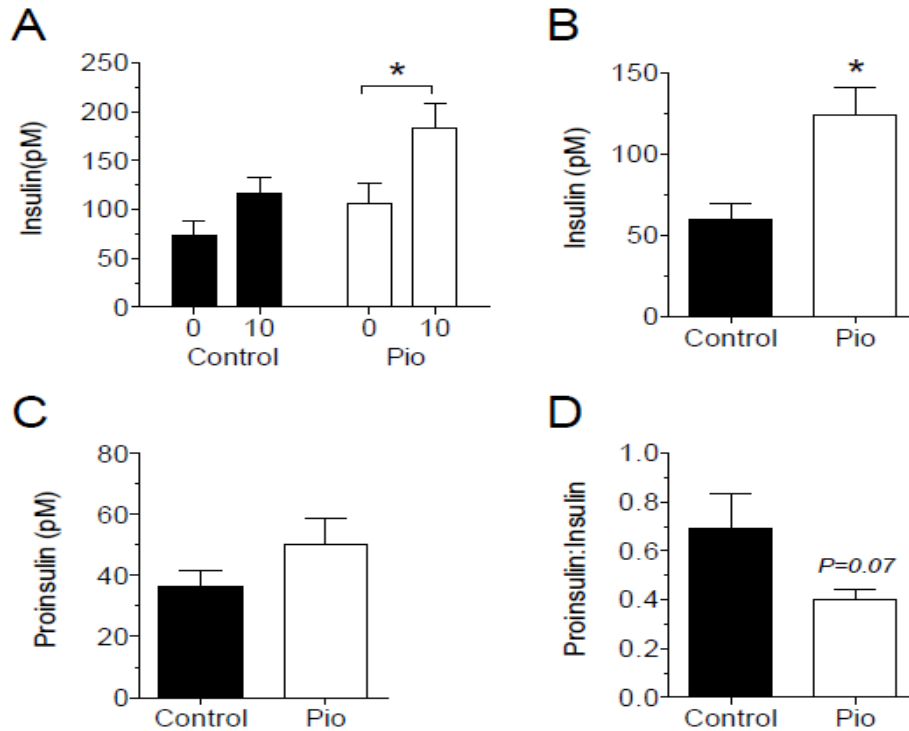 A
Insulin(pM)
250
200
150
100
50
0
*
0 10 0 10
Control Pio
B
Insulin (pM)
150
100
50
0
*
Control Pio
C
Proinsulin (pM)
80
60
40
20
0
Control Pio
D
Proinsulin:Insulin
1.0
0.8
0.6
0.4
0.2
0.0
P=0.07
Control Pio